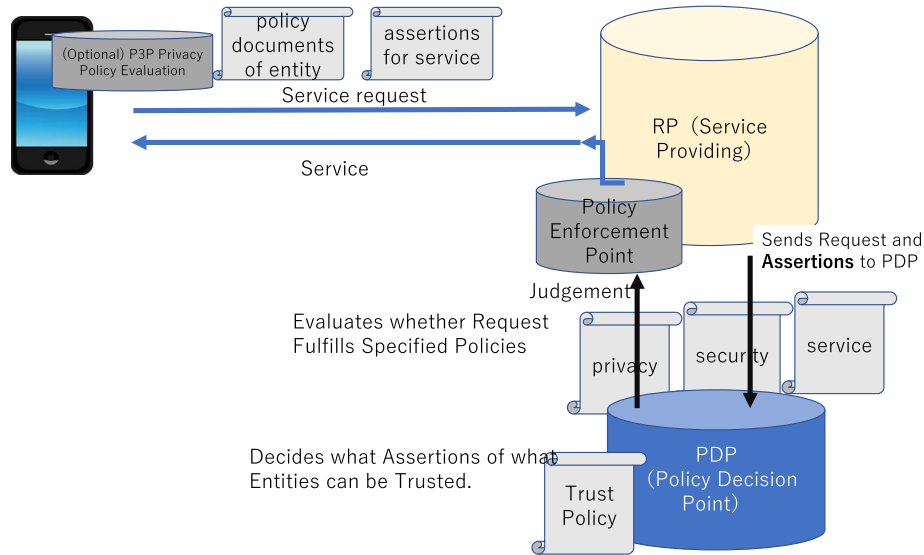 (Optional) P3P Privacy
Policy Evaluation
policy
documents
of entity
assertions
for service
Service request
Service
RP（Service
Providing）
Policy
Enforcement
Point
Sends Request and
Assertions to PDP
Judgement
Evaluates whether Request
Fulfills Specified Policies
privacy
security
service
Decides what Assertions of what
Entities can be Trusted.
PDP
（Policy Decision
Point）
Trust
Policy